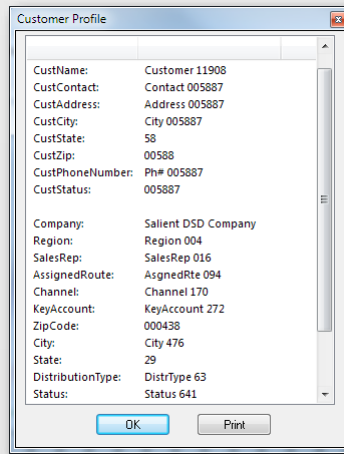 Customer Profile
CustName: Customer 11908
CustContact: Contact 005887
CustAddress: Address 005887
CustCity: City 005887
CustState: 58
CustZip: 00588
CustPhoneNumber: Ph# 005887
CustStatus: 005887
Company: Salient DSD Company
Region: Region 004
SalesRep: SalesRep 016
AssignedRoute: AsgnedRte 094
Channel: Channel 170
KeyAccount: KeyAccount 272
ZipCode: 000438
City: City 476
State: 29
DistributionType: DistrType 63
Status: Status 641
OK Print